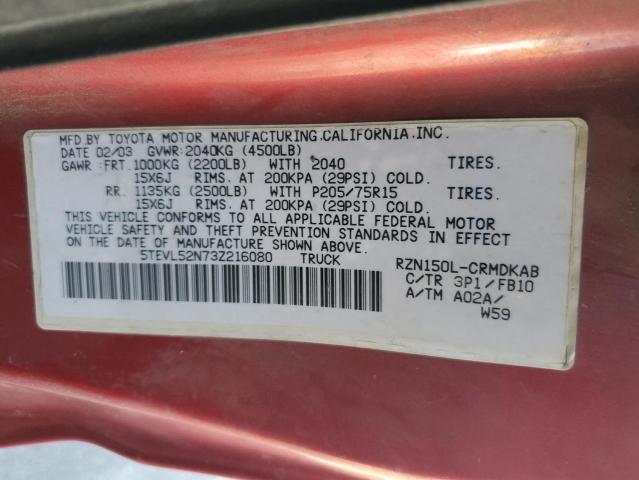 MFD.BY TOYOTA MOTOR MANUFACTURING.CALIFORNIA.INC.
DATE 02/03 GVWR:2040KG (4500LB)
GAWR: FRT. 1000KG (2200LB) WITH 2040 TIRES.
15X6J RIMS. AT 200KPA (29PSI) COLD.
RR. 1135KG (2500LB) WITH P205/75R15 TIRES.
15X6J RIMS. AT 200KPA (29PSI) COLD.
THIS VEHICLE CONFORMS TO ALL APPLICABLE FEDERAL MOTOR
VEHICLE SAFETY AND THEFT PREVENTION STANDARDS IN EFFECT
ON THE DATE OF MANUFACTURE SHOWN ABOVE.
5TEVL52N73Z216080 TRUCK RZN150L-CRMDKAB
C/TR 3P1/FB10
A/TM A02A/
W59